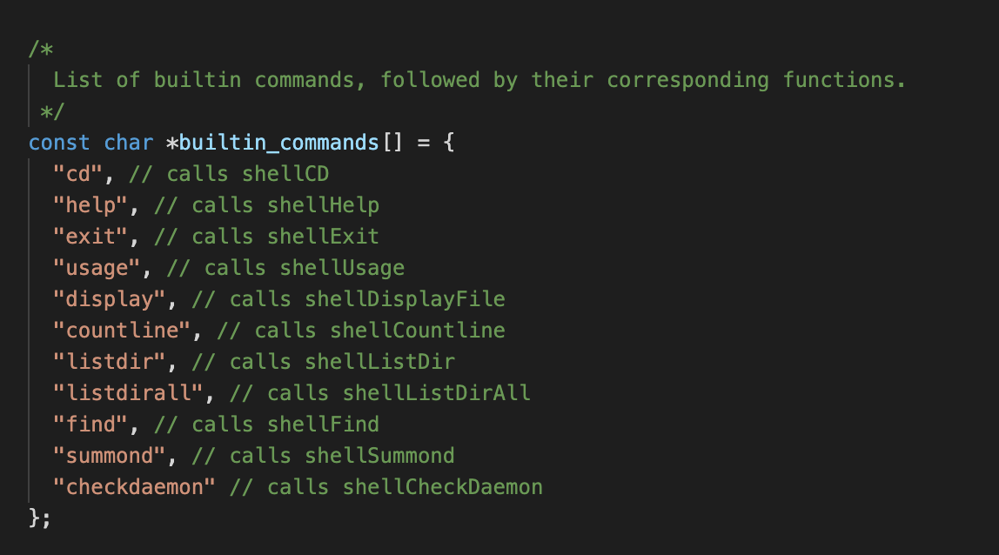 /*
List of builtin commands, followed by their corresponding functions.
*/
const char *builtin_commands[] = {
"cd", // calls shellCD
"help", // calls shellHelp
"exit", // calls shellExit
"usage", // calls shellUsage
"display", // calls shellDisplayFile
"countline", // calls shellCountline
"listdir", // calls shellListDir
"listdirall", // calls shellListDirAll
"find", // calls shellFind
"summond", // calls shellSummond
"checkdaemon" // calls shellCheckDaemon
};